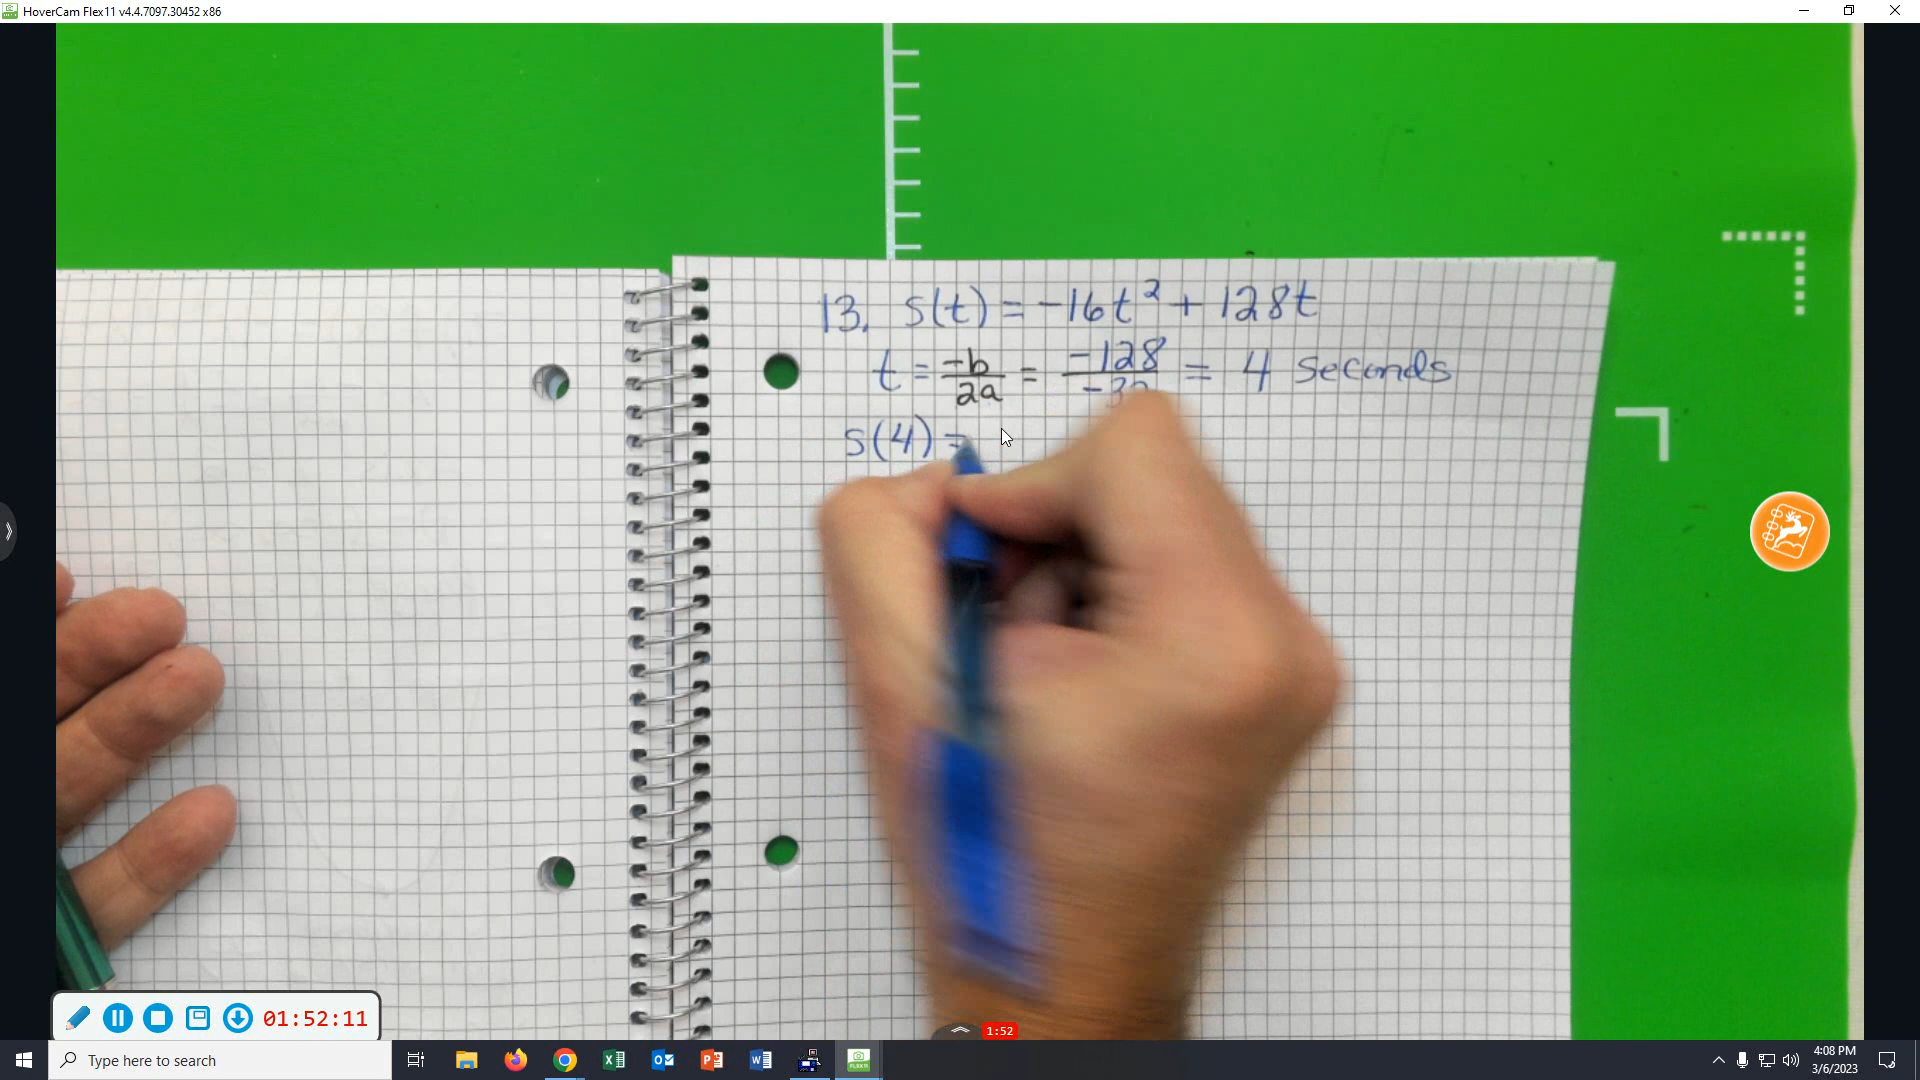 HoverCam Flex11 v4.4.7097.30452 x86
13. s(t) = -16t² + 128t
t = -b/2a = -128/-32 = 4 seconds
s(4) =
01:52:11
1:52
Type here to search
4:08 PM
3/6/2023